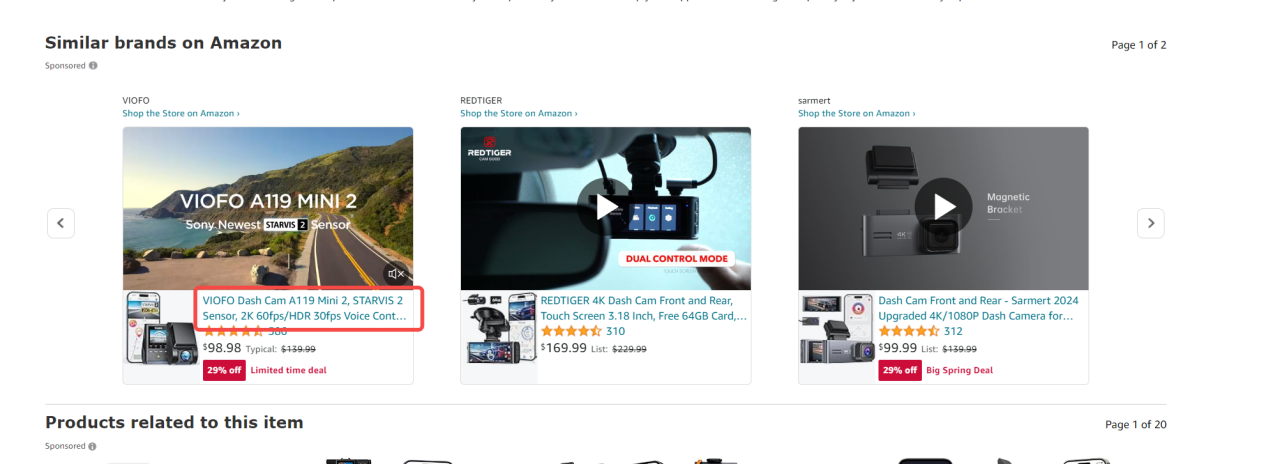 Similar brands on Amazon
Page 1 of 2
Sponsored
VIOFO
Shop the Store on Amazon ›
VIOFO A119 MINI 2
Sony Newest STARVIS 2 Sensor
VIOFO Dash Cam A119 Mini 2, STARVIS 2
Sensor, 2K 60fps/HDR 30fps Voice Cont…
$98.98 Typical: $139.99
29% off Limited time deal
REDTIGER
Shop the Store on Amazon ›
REDTIGER
DUAL CONTROL MODE
REDTIGER 4K Dash Cam Front and Rear,
Touch Screen 3.18 Inch, Free 64GB Card,…
310
$169.99 List: $229.99
sarmert
Shop the Store on Amazon ›
Magnetic
Bracket
4K
Dash Cam Front and Rear - Sarmert 2024
Upgraded 4K/1080P Dash Camera for…
312
$99.99 List: $139.99
29% off Big Spring Deal
Products related to this item
Page 1 of 20
Sponsored